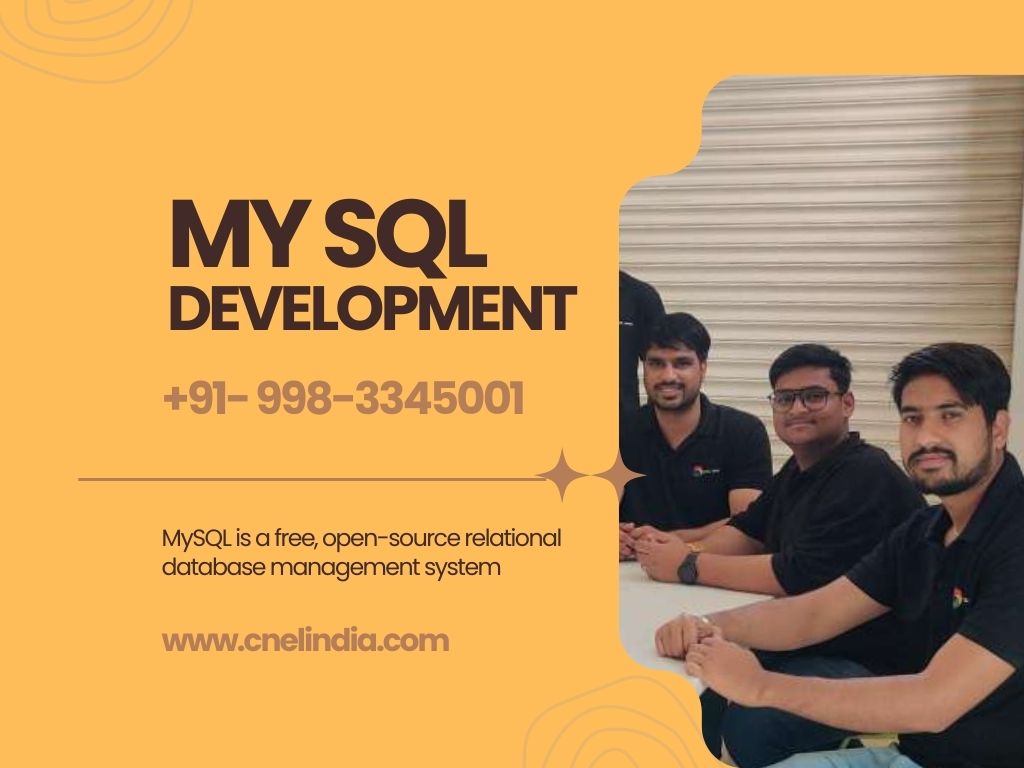 MY SQL
DEVELOPMENT
+91- 998-3345001
MySQL is a free, open-source relational
database management system
www.cnelindia.com